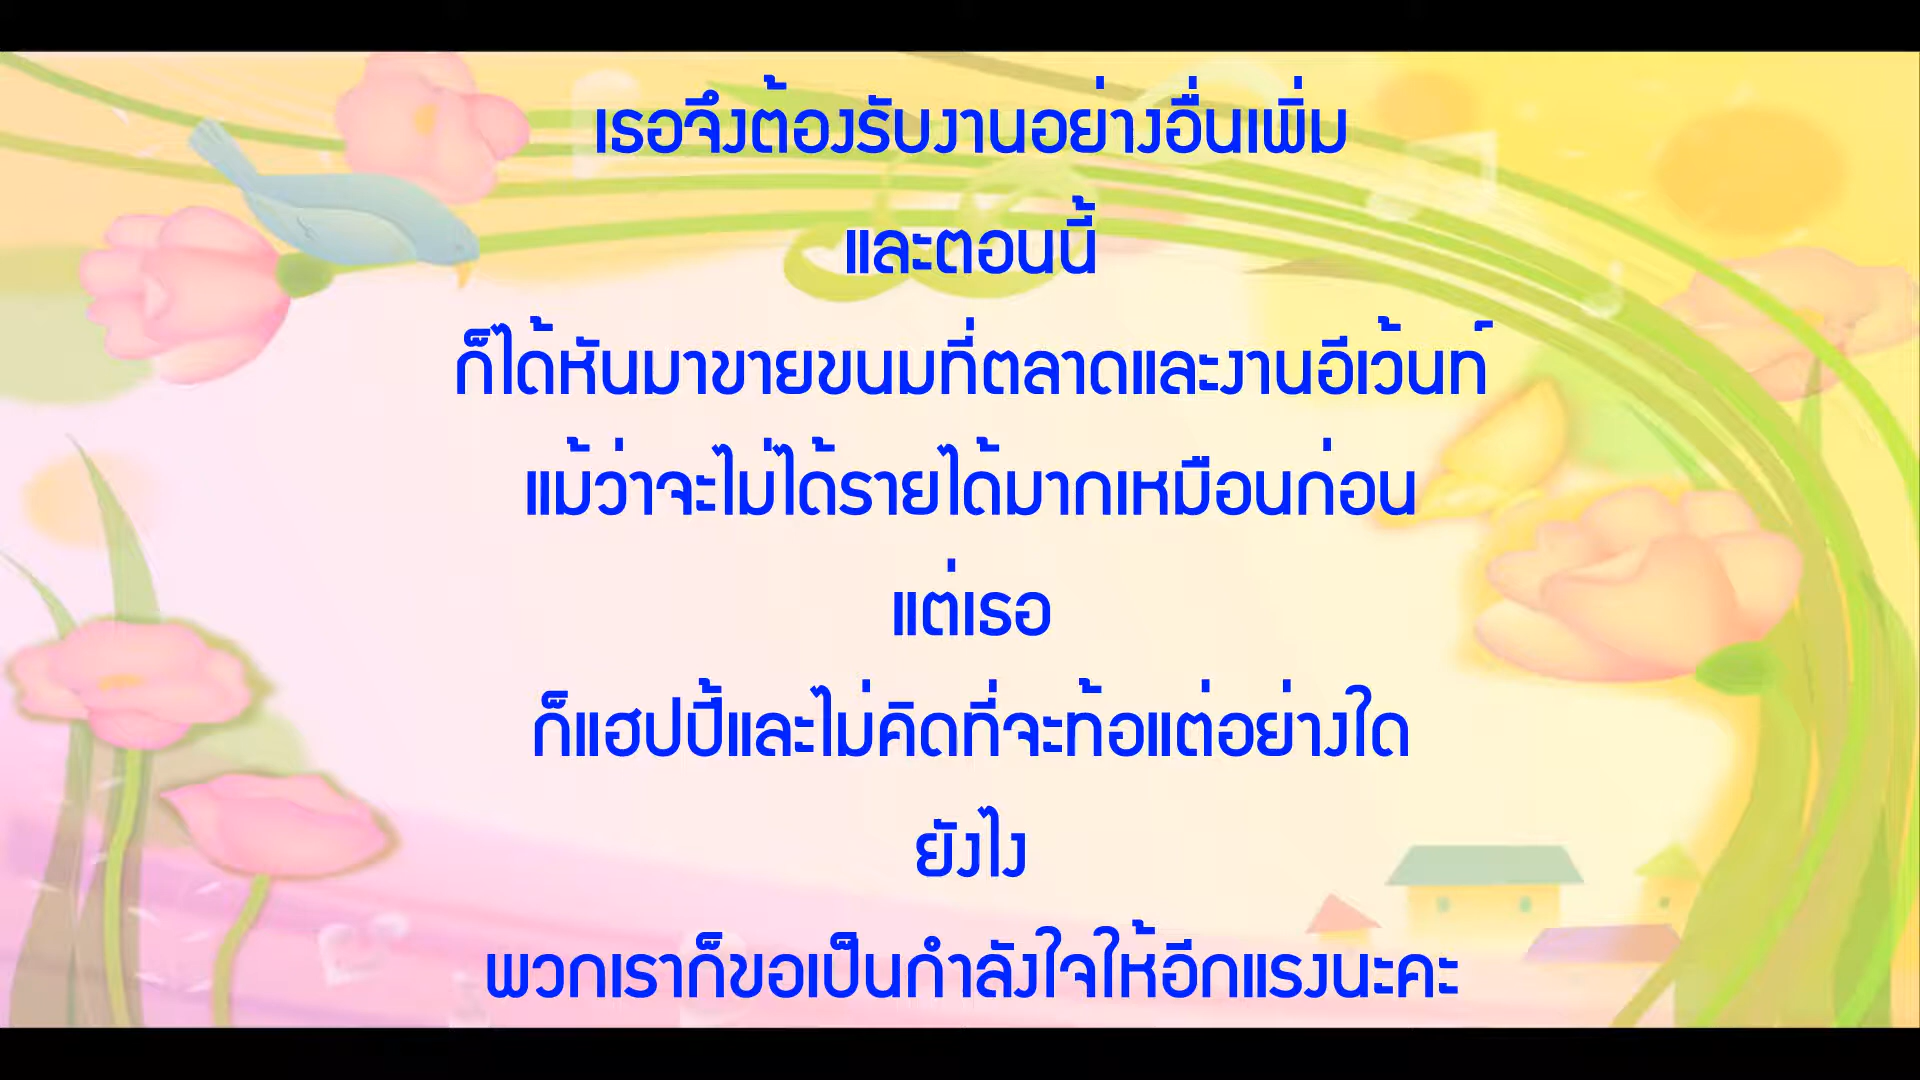 เธอจึงต้องรับงานอย่างอื่นเพิ่ม
และตอนนี้
ก็ได้หันมาขายขนมที่ตลาดและงานอีเว้นท์
แม้ว่าจะไม่ได้รายได้มากเหมือนก่อน
แต่เธอ
ก็แฮปปี้และไม่คิดที่จะท้อแต่อย่างใด
ยังไง
พวกเราก็ขอเป็นกำลังใจให้อีกแรงนะคะ